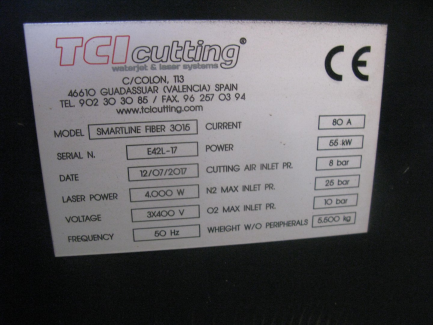 TCI cutting®
waterjet & laser systems
C/COLON, 113
46610 GUADASSUAR (VALENCIA) SPAIN
TEL. 902 30 30 85 / FAX. 96 257 03 94
www.tcicutting.com
CE
MODEL SMARTLINE FIBER 3015 CURRENT 80 A
SERIAL N. E42L-17 POWER 55 kW
DATE 12/07/2017 CUTTING AIR INLET PR. 8 bar
LASER POWER 4.000 W N2 MAX INLET PR. 25 bar
VOLTAGE 3X400 V O2 MAX INLET PR. 10 bar
FREQUENCY 50 Hz WHEIGHT W/O PERIPHERALS 5.500 kg